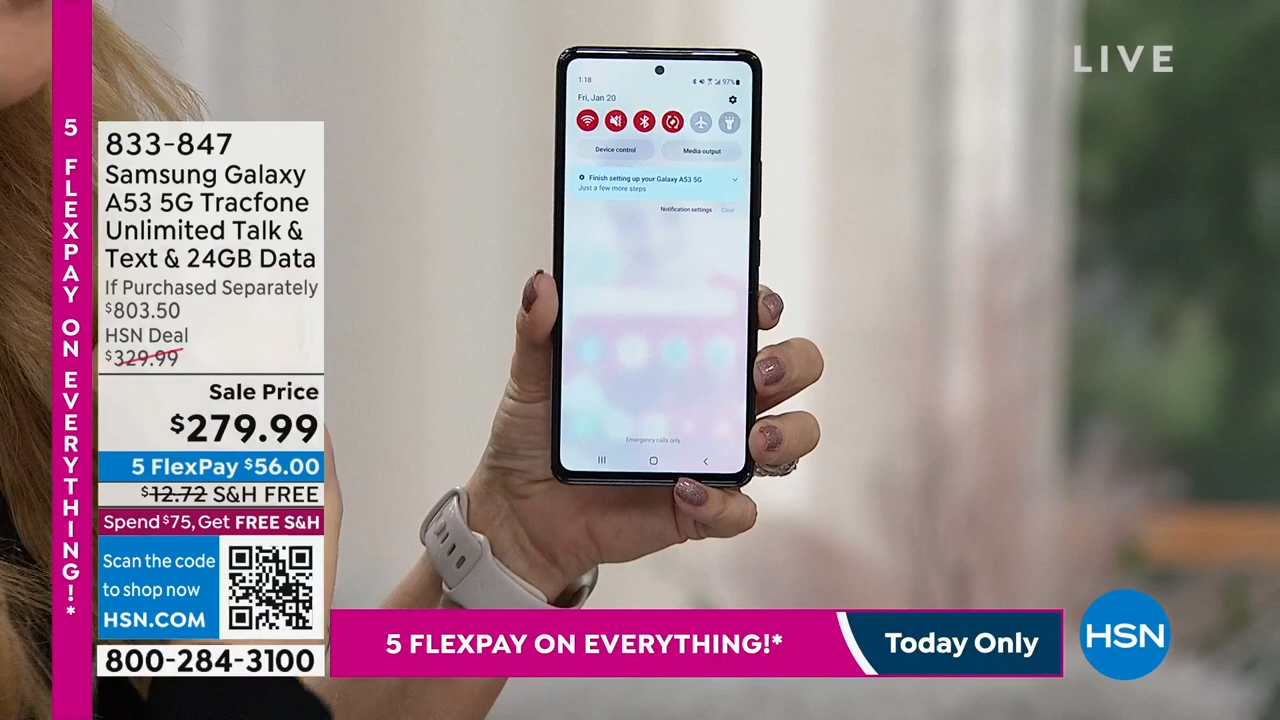 LIVE
5 FLEXPAY ON EVERYTHING!*
833-847
Samsung Galaxy
A53 5G Tracfone
Unlimited Talk &
Text & 24GB Data
If Purchased Separately
$803.50
HSN Deal
$329.99
Sale Price
$279.99
5 FlexPay $56.00
$12.72 S&H FREE
Spend $75, Get FREE S&H
Scan the code
to shop now
HSN.COM
800-284-3100
1:18
97%
Fri, Jan 20
Device control
Media output
Finish setting up your Galaxy A53 5G
Just a few more steps
Notification settings
Clear
Emergency calls only
5 FLEXPAY ON EVERYTHING!*
Today Only
HSN